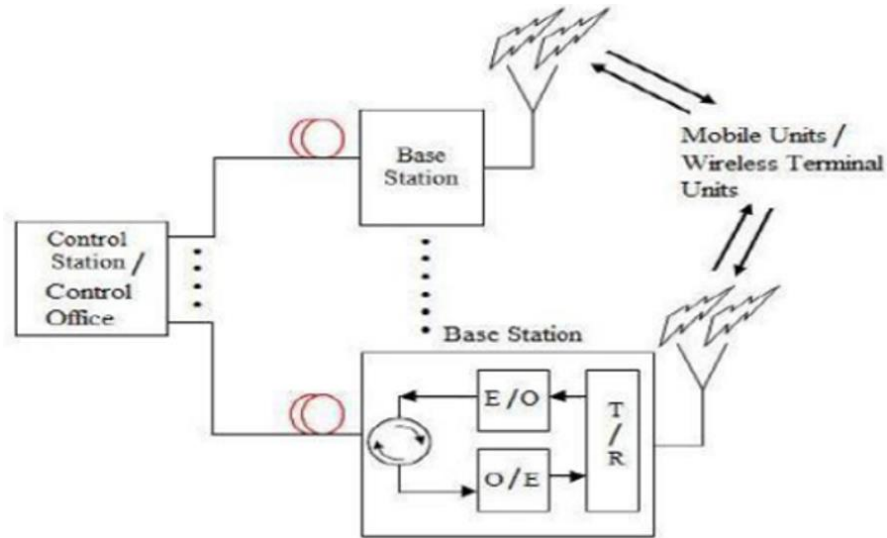 Base
Station
Mobile Units /
Wireless Terminal
Units
Control
Station /
Control
Office
Base Station
E/O
T
/
R
O/E